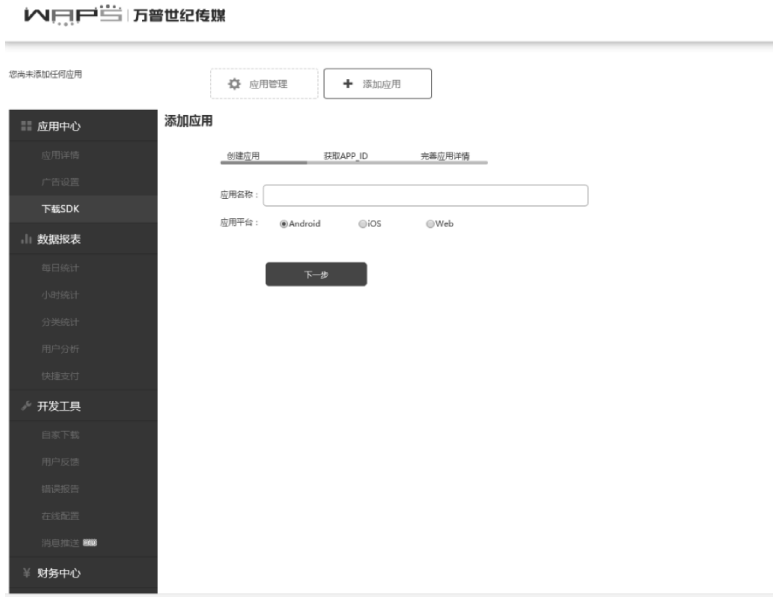 WAPS 万普世纪传媒
您尚未添加任何应用
应用管理
添加应用
应用中心
应用详情
广告设置
下载SDK
数据报表
每日统计
小时统计
分类统计
用户分析
快捷支付
开发工具
自家下载
用户反馈
错误报告
在线配置
消息推送
¥ 财务中心
添加应用
创建应用 获取APP_ID 完善应用详情
应用名称：
应用平台： Android iOS Web
下一步